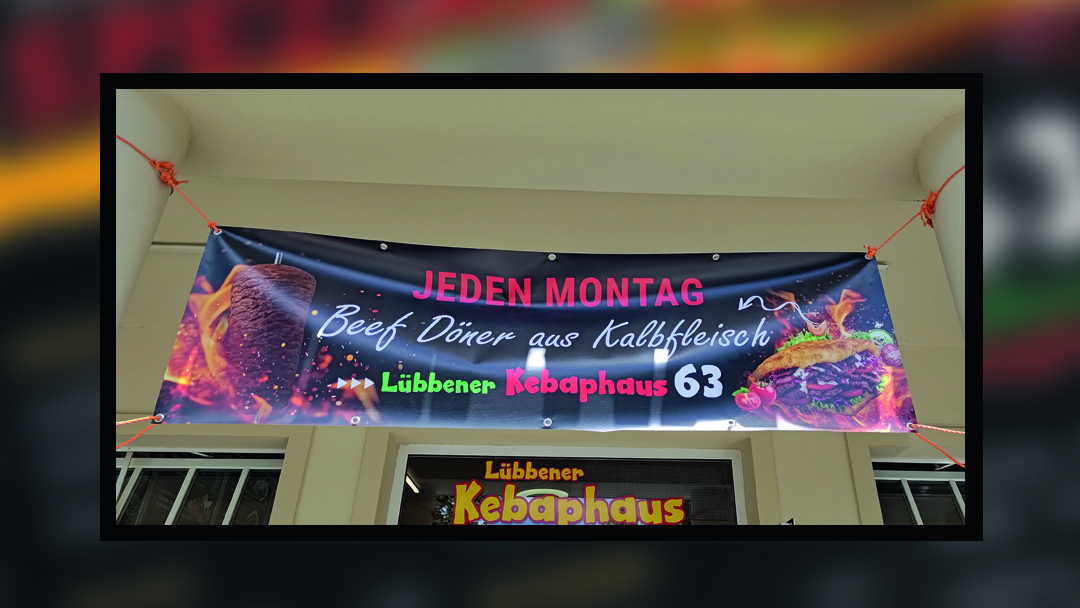 JEDEN MONTAG
Beef Döner aus Kalbfleisch
Lübbener Kebaphaus 63
Lübbener
Kebaphaus